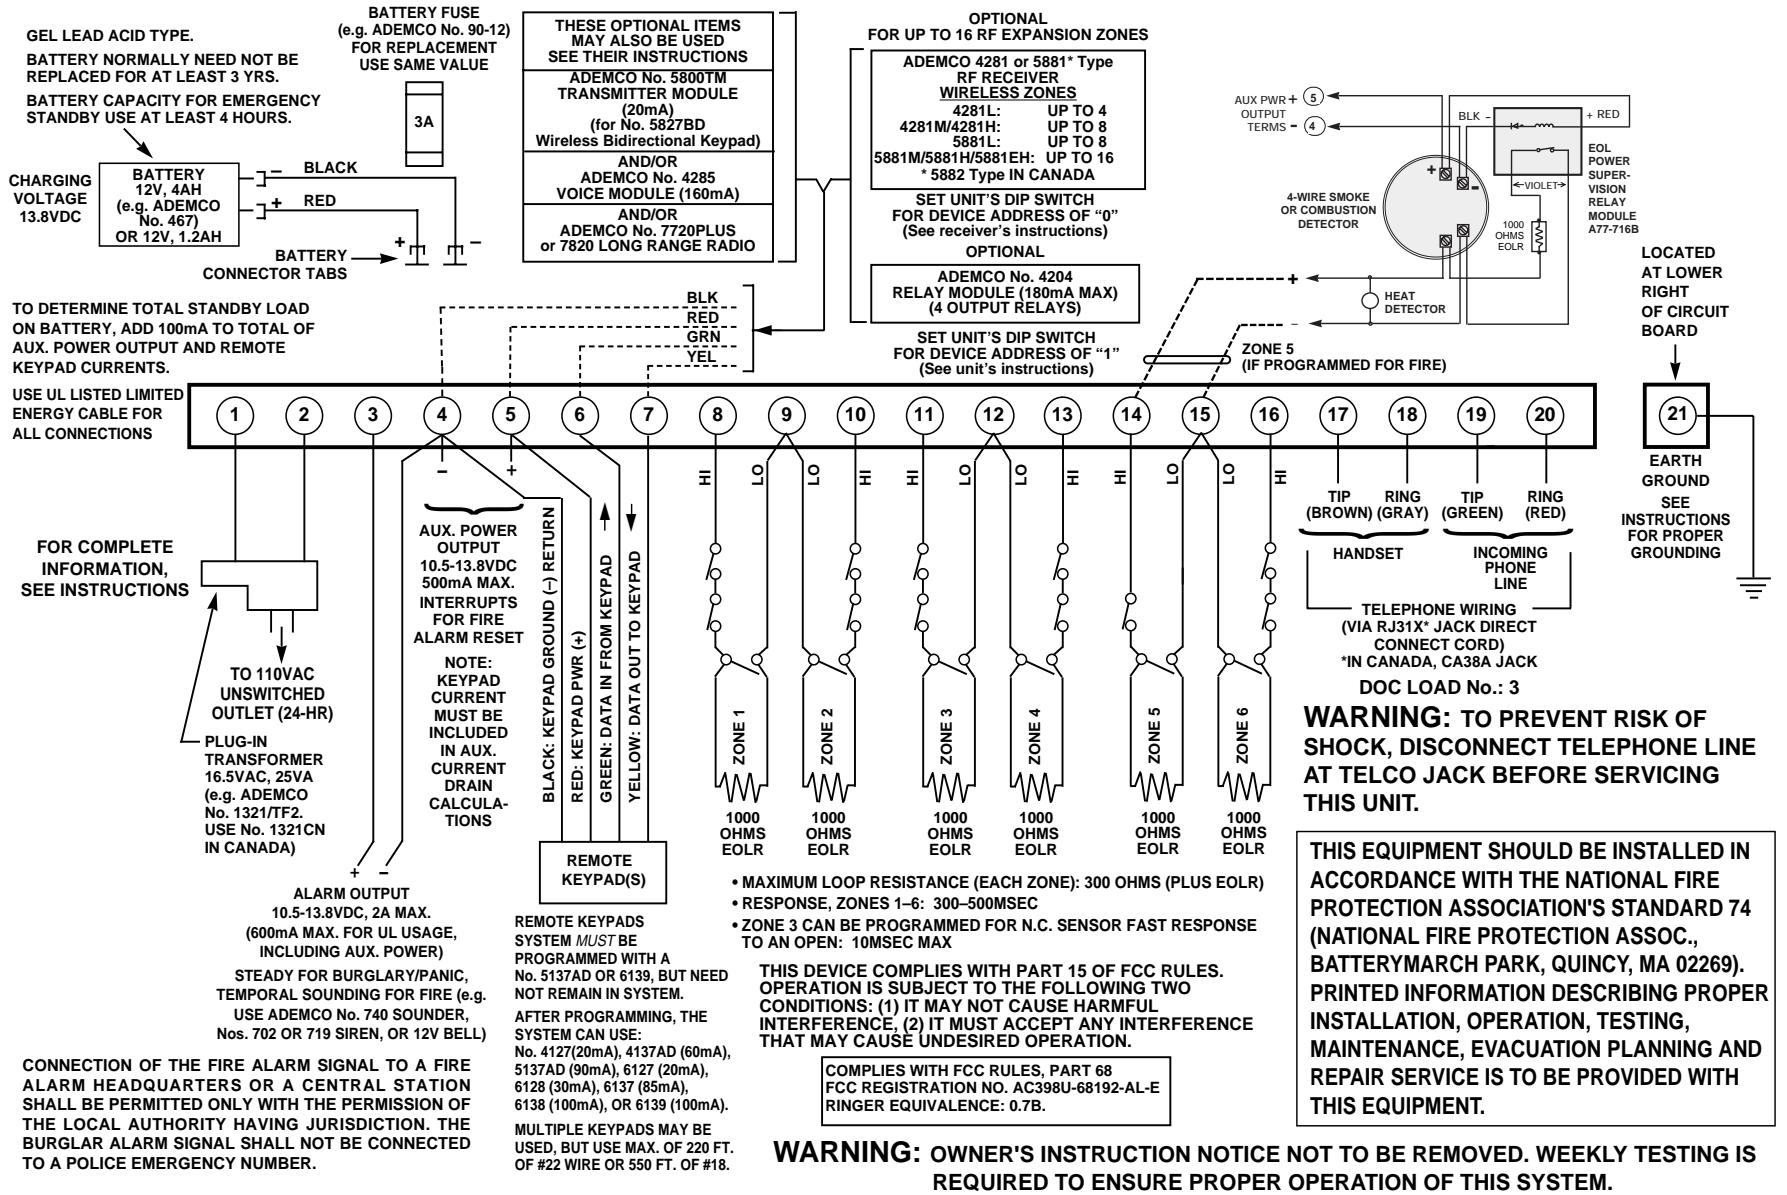 GEL LEAD ACID TYPE.
BATTERY NORMALLY NEED NOT BE
REPLACED FOR AT LEAST 3 YRS.
BATTERY CAPACITY FOR EMERGENCY
STANDBY USE AT LEAST 4 HOURS.
CHARGING
VOLTAGE
13.8VDC
BATTERY
12V, 4AH
(e.g. ADEMCO
No. 467)
OR 12V, 1.2AH
– BLACK
+ RED
BATTERY
CONNECTOR TABS
+ –
BATTERY FUSE
(e.g. ADEMCO No. 90-12)
FOR REPLACEMENT
USE SAME VALUE
3A
THESE OPTIONAL ITEMS
MAY ALSO BE USED
SEE THEIR INSTRUCTIONS
ADEMCO No. 5800TM
TRANSMITTER MODULE
(20mA)
(for No. 5827BD
Wireless Bidirectional Keypad)
AND/OR
ADEMCO No. 4285
VOICE MODULE (160mA)
AND/OR
ADEMCO No. 7720PLUS
or 7820 LONG RANGE RADIO
BLK
RED
GRN
YEL
OPTIONAL
FOR UP TO 16 RF EXPANSION ZONES
ADEMCO 4281 or 5881* Type
RF RECEIVER
WIRELESS ZONES
4281L: UP TO 4
4281M/4281H: UP TO 8
5881L: UP TO 8
5881M/5881H/5881EH: UP TO 16
* 5882 Type IN CANADA
SET UNIT'S DIP SWITCH
FOR DEVICE ADDRESS OF “0”
(See receiver's instructions)
OPTIONAL
ADEMCO No. 4204
RELAY MODULE (180mA MAX)
(4 OUTPUT RELAYS)
SET UNIT'S DIP SWITCH
FOR DEVICE ADDRESS OF “1”
(See unit's instructions)
AUX PWR + 5
OUTPUT
TERMS – 4
BLK –
+ RED
EOL
POWER
SUPER-
VISION
RELAY
MODULE
A77-716B
VIOLET
4-WIRE SMOKE
OR COMBUSTION
DETECTOR
+ –
1000
OHMS
EOLR
+
HEAT
DETECTOR
–
ZONE 5
(IF PROGRAMMED FOR FIRE)
LOCATED
AT LOWER
RIGHT
OF CIRCUIT
BOARD
TO DETERMINE TOTAL STANDBY LOAD
ON BATTERY, ADD 100mA TO TOTAL OF
AUX. POWER OUTPUT AND REMOTE
KEYPAD CURRENTS.
USE UL LISTED LIMITED
ENERGY CABLE FOR
ALL CONNECTIONS
1 2 3 4 5 6 7 8 9 10 11 12 13 14 15 16 17 18 19 20 21
EARTH
GROUND
SEE
INSTRUCTIONS
FOR PROPER
GROUNDING
FOR COMPLETE
INFORMATION,
SEE INSTRUCTIONS
TO 110VAC
UNSWITCHED
OUTLET (24-HR)
PLUG-IN
TRANSFORMER
16.5VAC, 25VA
(e.g. ADEMCO
No. 1321/TF2.
USE No. 1321CN
IN CANADA)
+ –
ALARM OUTPUT
10.5-13.8VDC, 2A MAX.
(600mA MAX. FOR UL USAGE,
INCLUDING AUX. POWER)
STEADY FOR BURGLARY/PANIC,
TEMPORAL SOUNDING FOR FIRE (e.g.
USE ADEMCO No. 740 SOUNDER,
Nos. 702 OR 719 SIREN, OR 12V BELL)
– +
AUX. POWER
OUTPUT
10.5-13.8VDC
500mA MAX.
INTERRUPTS
FOR FIRE
ALARM RESET
NOTE:
KEYPAD
CURRENT
MUST BE
INCLUDED
IN AUX.
CURRENT
DRAIN
CALCULA-
TIONS
BLACK: KEYPAD GROUND (–) RETURN
RED: KEYPAD PWR (+)
GREEN: DATA IN FROM KEYPAD
YELLOW: DATA OUT TO KEYPAD
REMOTE
KEYPAD(S)
REMOTE KEYPADS
SYSTEM MUST BE
PROGRAMMED WITH A
No. 5137AD OR 6139, BUT NEED
NOT REMAIN IN SYSTEM.
AFTER PROGRAMMING, THE
SYSTEM CAN USE:
No. 4127(20mA), 4137AD (60mA),
5137AD (90mA), 6127 (20mA),
6128 (30mA), 6137 (85mA),
6138 (100mA), OR 6139 (100mA).
MULTIPLE KEYPADS MAY BE
USED, BUT USE MAX. OF 220 FT.
OF #22 WIRE OR 550 FT. OF #18.
HI LO LO HI HI LO LO HI HI LO LO HI
ZONE 1
ZONE 2
ZONE 3
ZONE 4
ZONE 5
ZONE 6
1000
OHMS
EOLR
1000
OHMS
EOLR
1000
OHMS
EOLR
1000
OHMS
EOLR
1000
OHMS
EOLR
1000
OHMS
EOLR
• MAXIMUM LOOP RESISTANCE (EACH ZONE): 300 OHMS (PLUS EOLR)
• RESPONSE, ZONES 1–6: 300–500MSEC
• ZONE 3 CAN BE PROGRAMMED FOR N.C. SENSOR FAST RESPONSE
TO AN OPEN: 10MSEC MAX
THIS DEVICE COMPLIES WITH PART 15 OF FCC RULES.
OPERATION IS SUBJECT TO THE FOLLOWING TWO
CONDITIONS: (1) IT MAY NOT CAUSE HARMFUL
INTERFERENCE, (2) IT MUST ACCEPT ANY INTERFERENCE
THAT MAY CAUSE UNDESIRED OPERATION.
COMPLIES WITH FCC RULES, PART 68
FCC REGISTRATION NO. AC398U-68192-AL-E
RINGER EQUIVALENCE: 0.7B.
TIP
(BROWN)
RING
(GRAY)
TIP
(GREEN)
RING
(RED)
HANDSET
INCOMING
PHONE
LINE
TELEPHONE WIRING
(VIA RJ31X* JACK DIRECT
CONNECT CORD)
*IN CANADA, CA38A JACK
DOC LOAD No.: 3
WARNING: TO PREVENT RISK OF
SHOCK, DISCONNECT TELEPHONE LINE
AT TELCO JACK BEFORE SERVICING
THIS UNIT.
THIS EQUIPMENT SHOULD BE INSTALLED IN
ACCORDANCE WITH THE NATIONAL FIRE
PROTECTION ASSOCIATION'S STANDARD 74
(NATIONAL FIRE PROTECTION ASSOC.,
BATTERYMARCH PARK, QUINCY, MA 02269).
PRINTED INFORMATION DESCRIBING PROPER
INSTALLATION, OPERATION, TESTING,
MAINTENANCE, EVACUATION PLANNING AND
REPAIR SERVICE IS TO BE PROVIDED WITH
THIS EQUIPMENT.
CONNECTION OF THE FIRE ALARM SIGNAL TO A FIRE
ALARM HEADQUARTERS OR A CENTRAL STATION
SHALL BE PERMITTED ONLY WITH THE PERMISSION OF
THE LOCAL AUTHORITY HAVING JURISDICTION. THE
BURGLAR ALARM SIGNAL SHALL NOT BE CONNECTED
TO A POLICE EMERGENCY NUMBER.
WARNING: OWNER'S INSTRUCTION NOTICE NOT TO BE REMOVED. WEEKLY TESTING IS
REQUIRED TO ENSURE PROPER OPERATION OF THIS SYSTEM.